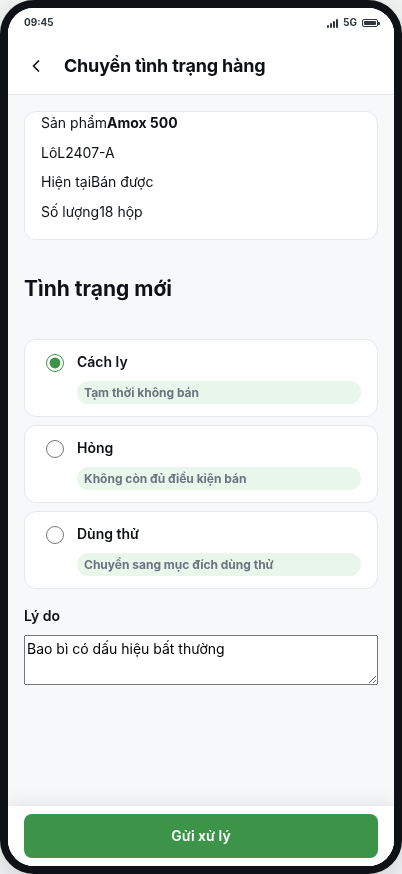 09:45 5G
Chuyển tình trạng hàng
Sản phẩmAmox 500
LôL2407-A
Hiện tạiBán được
Số lượng18 hộp
Tình trạng mới
Cách ly
Tạm thời không bán
Hỏng
Không còn đủ điều kiện bán
Dùng thử
Chuyển sang mục đích dùng thử
Lý do
Bao bì có dấu hiệu bất thường
Gửi xử lý